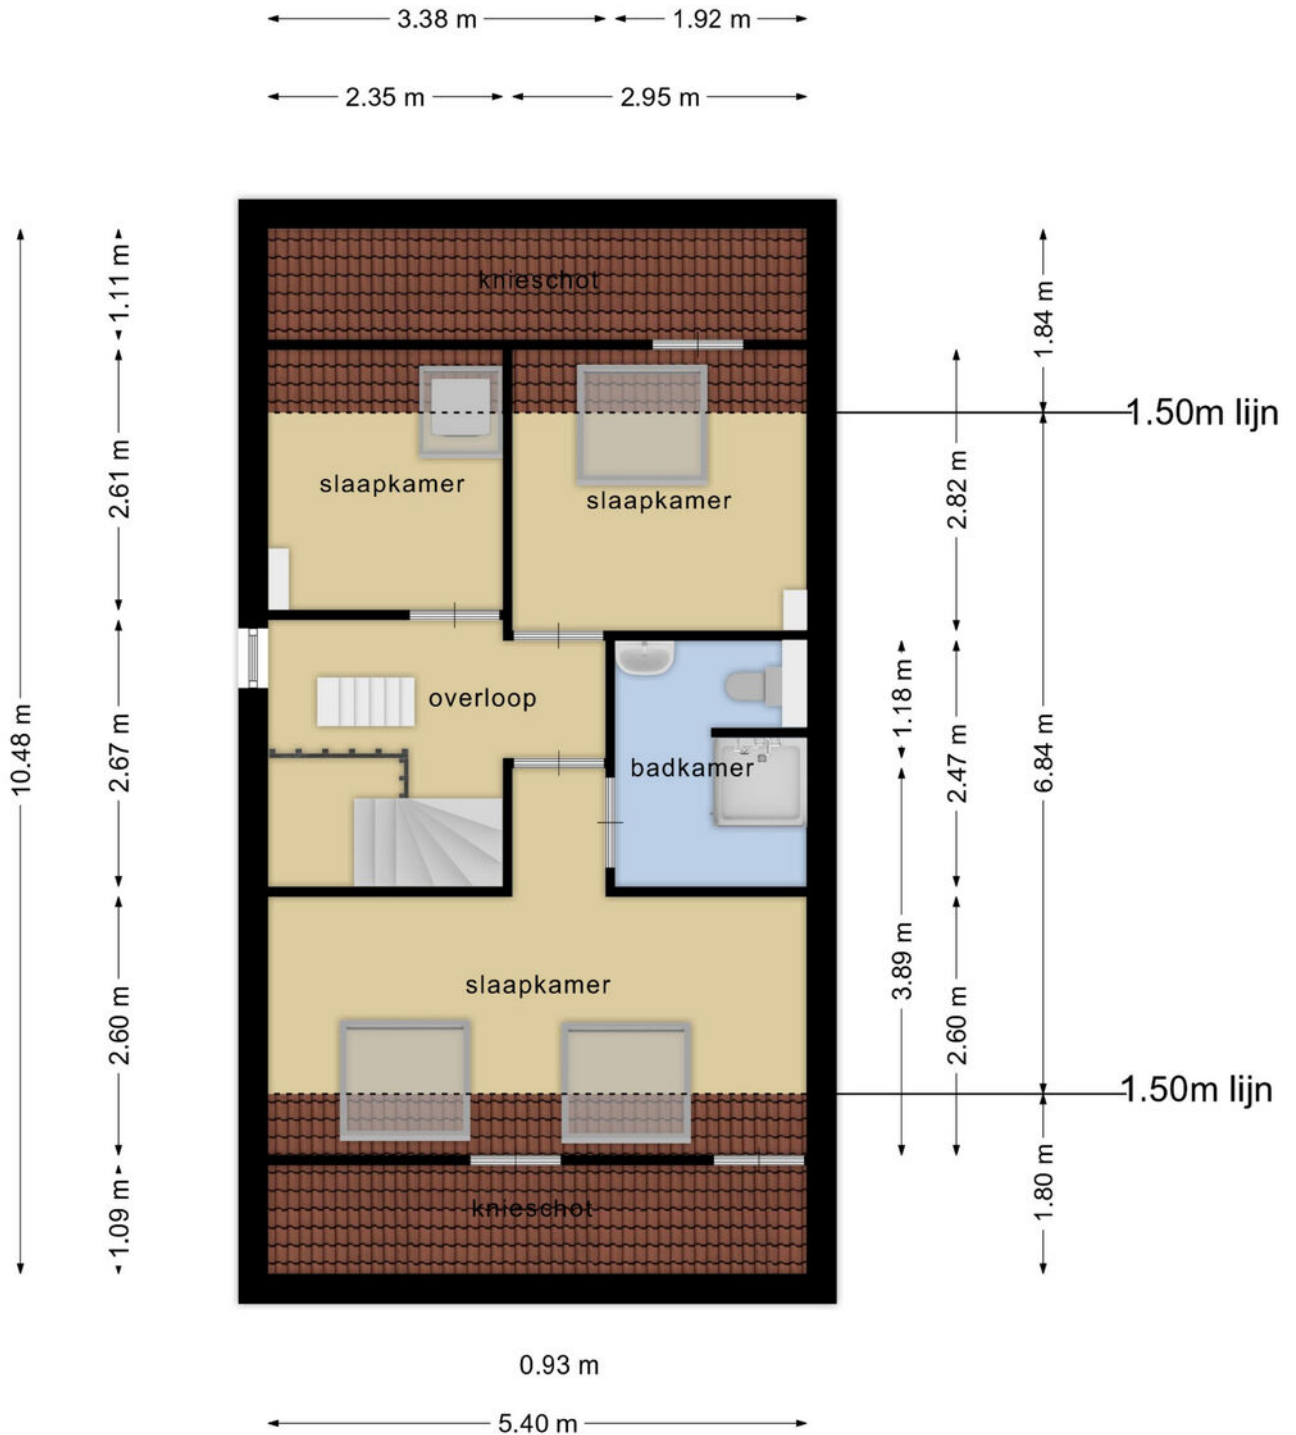 3.38 m
1.92 m
2.35 m
2.95 m
knieschot
1.11 m
1.84 m
1.50m lijn
slaapkamer
slaapkamer
2.61 m
2.82 m
overloop
badkamer
10.48 m
2.67 m
1.18 m
2.47 m
6.84 m
slaapkamer
2.60 m
3.89 m
2.60 m
1.50m lijn
knieschot
1.09 m
1.80 m
0.93 m
5.40 m